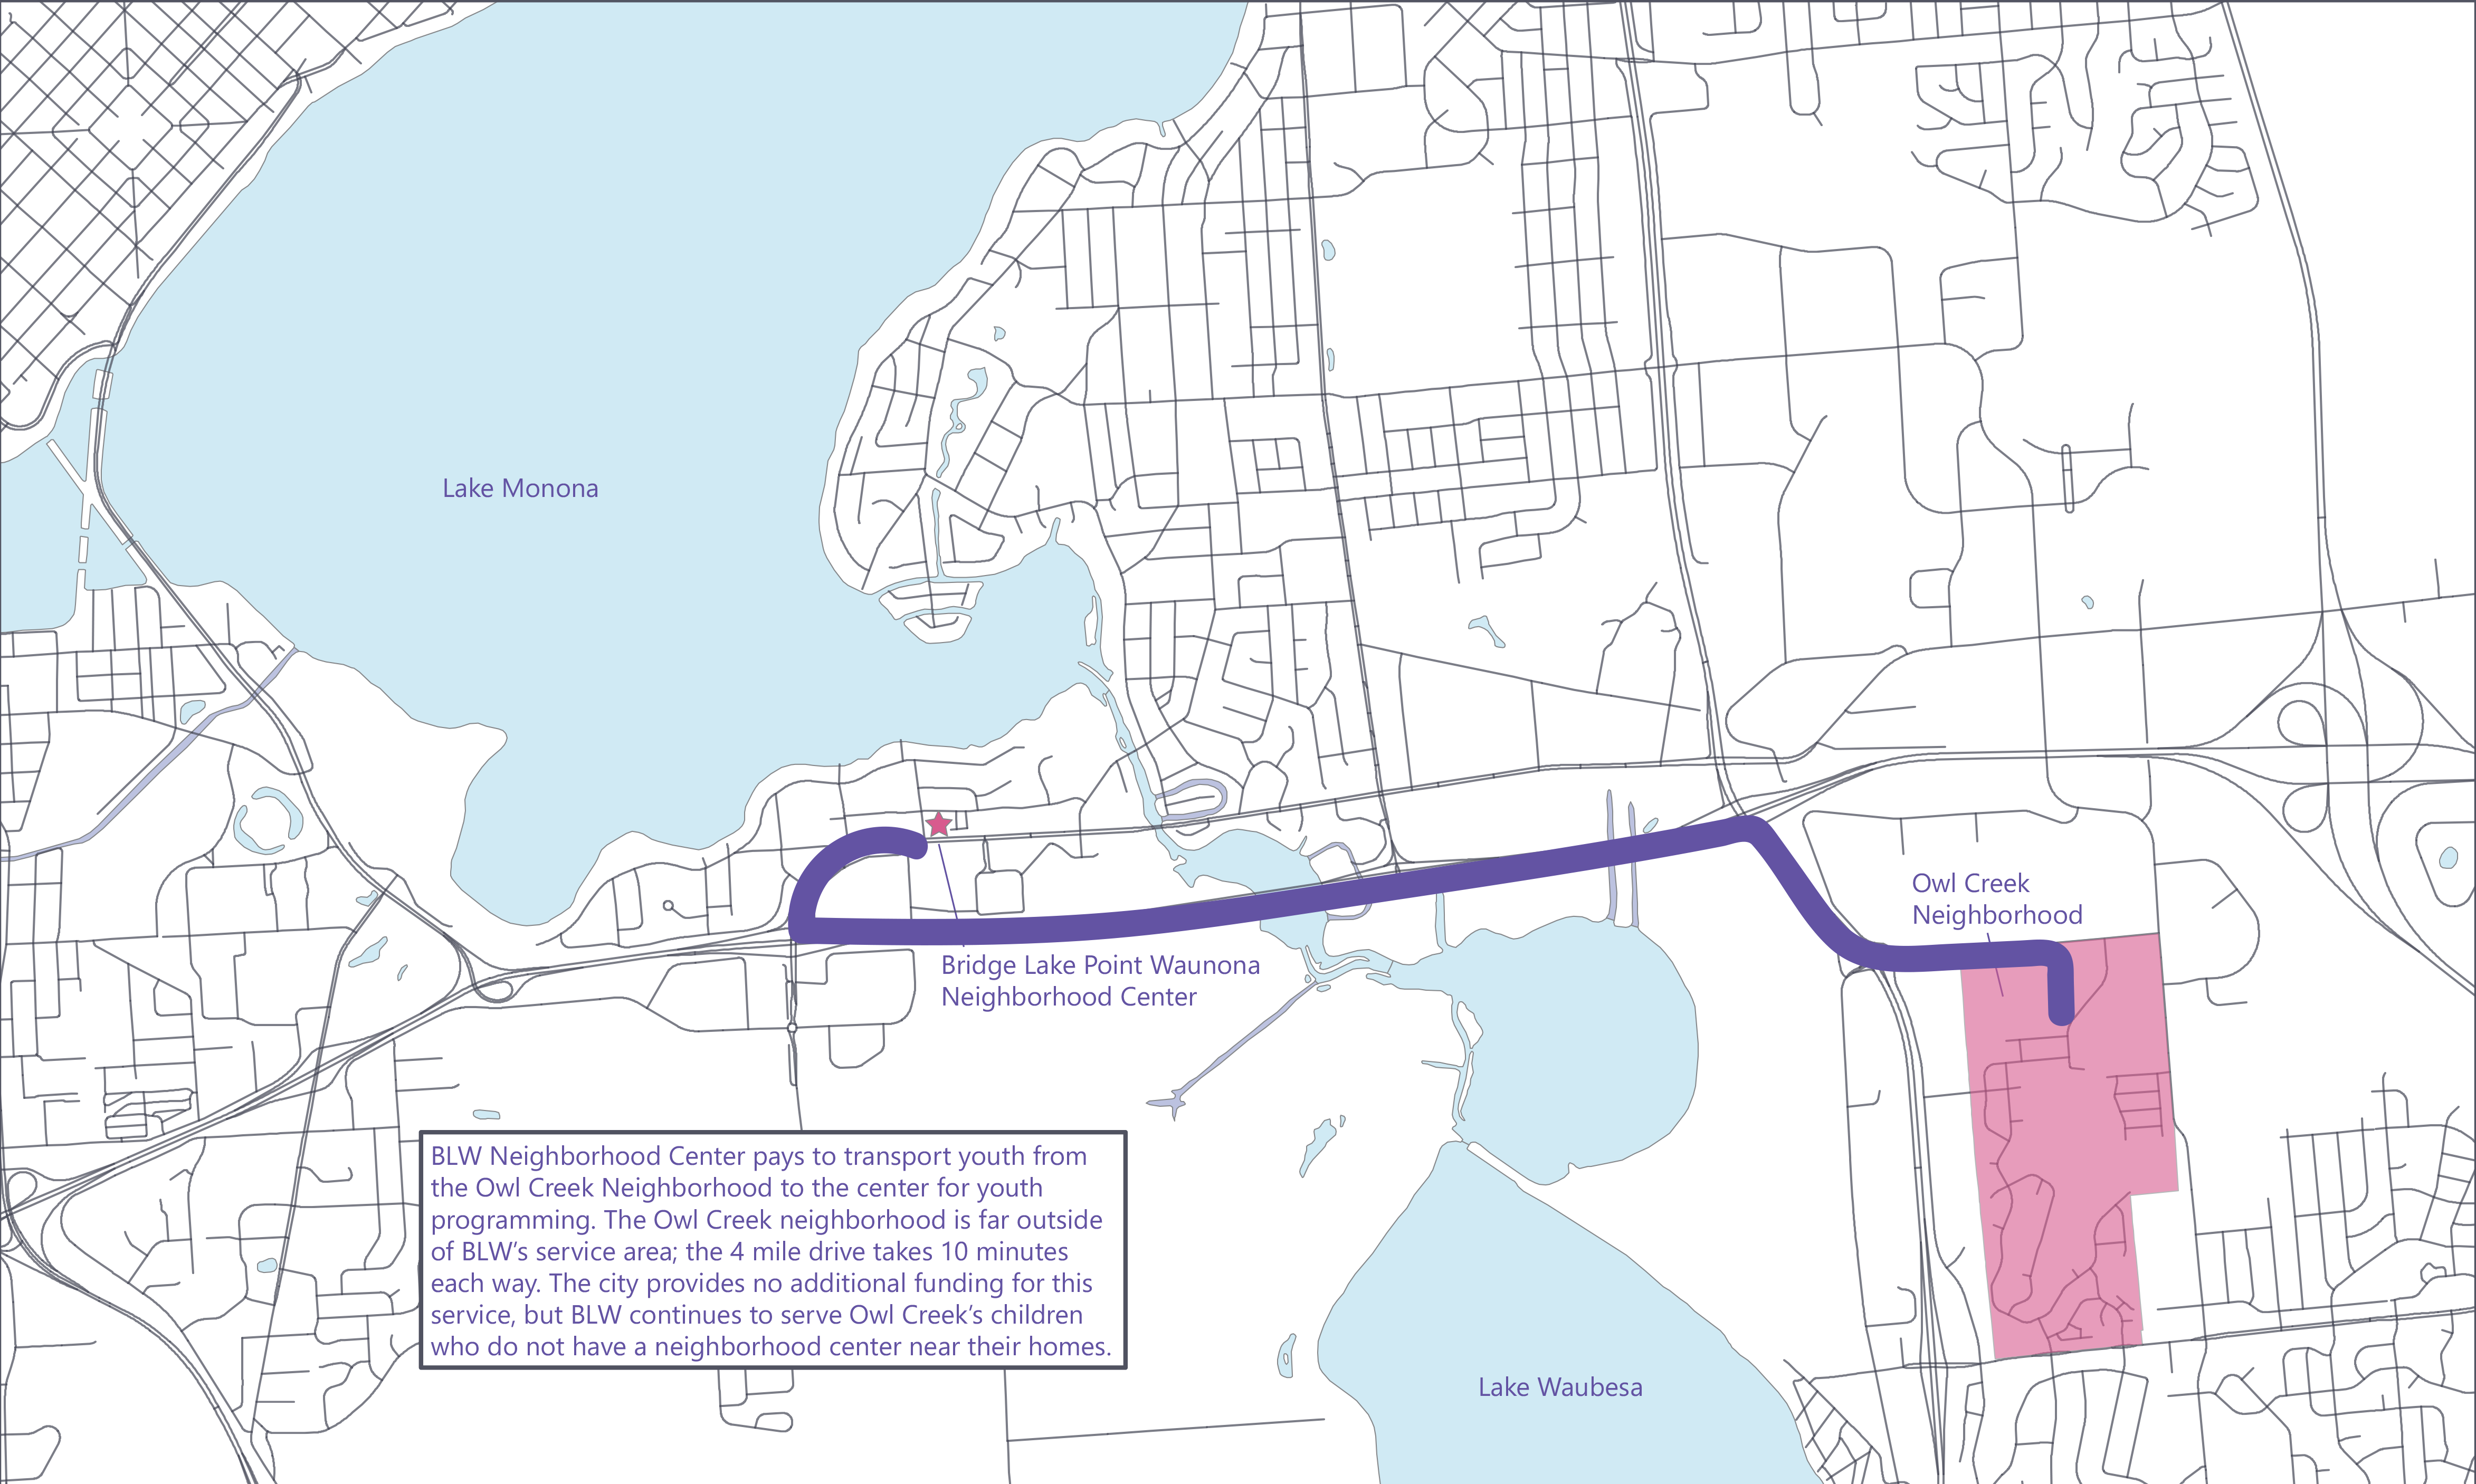 Lake Monona
Owl Creek
Neighborhood
Bridge Lake Point Waunona
Neighborhood Center
BLW Neighborhood Center pays to transport youth from
the Owl Creek Neighborhood to the center for youth
programming. The Owl Creek neighborhood is far outside
of BLW’s service area; the 4 mile drive takes 10 minutes
each way. The city provides no additional funding for this
service, but BLW continues to serve Owl Creek’s children
who do not have a neighborhood center near their homes.
Lake Waubesa